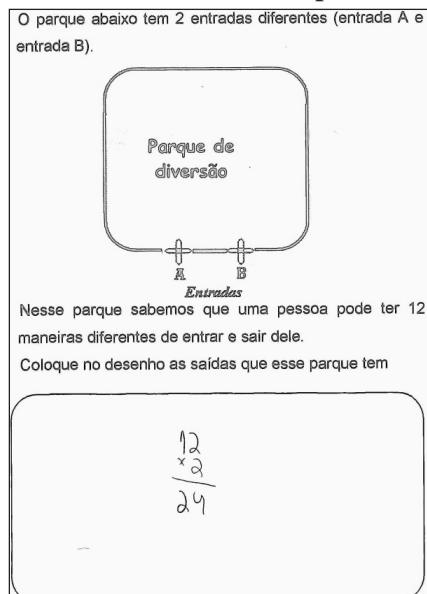 O parque abaixo tem 2 entradas diferentes (entrada A e
entrada B).
Parque de
diversão
A B
Entradas
Nesse parque sabemos que uma pessoa pode ter 12
maneiras diferentes de entrar e sair dele.
Coloque no desenho as saídas que esse parque tem
12
x 2
24